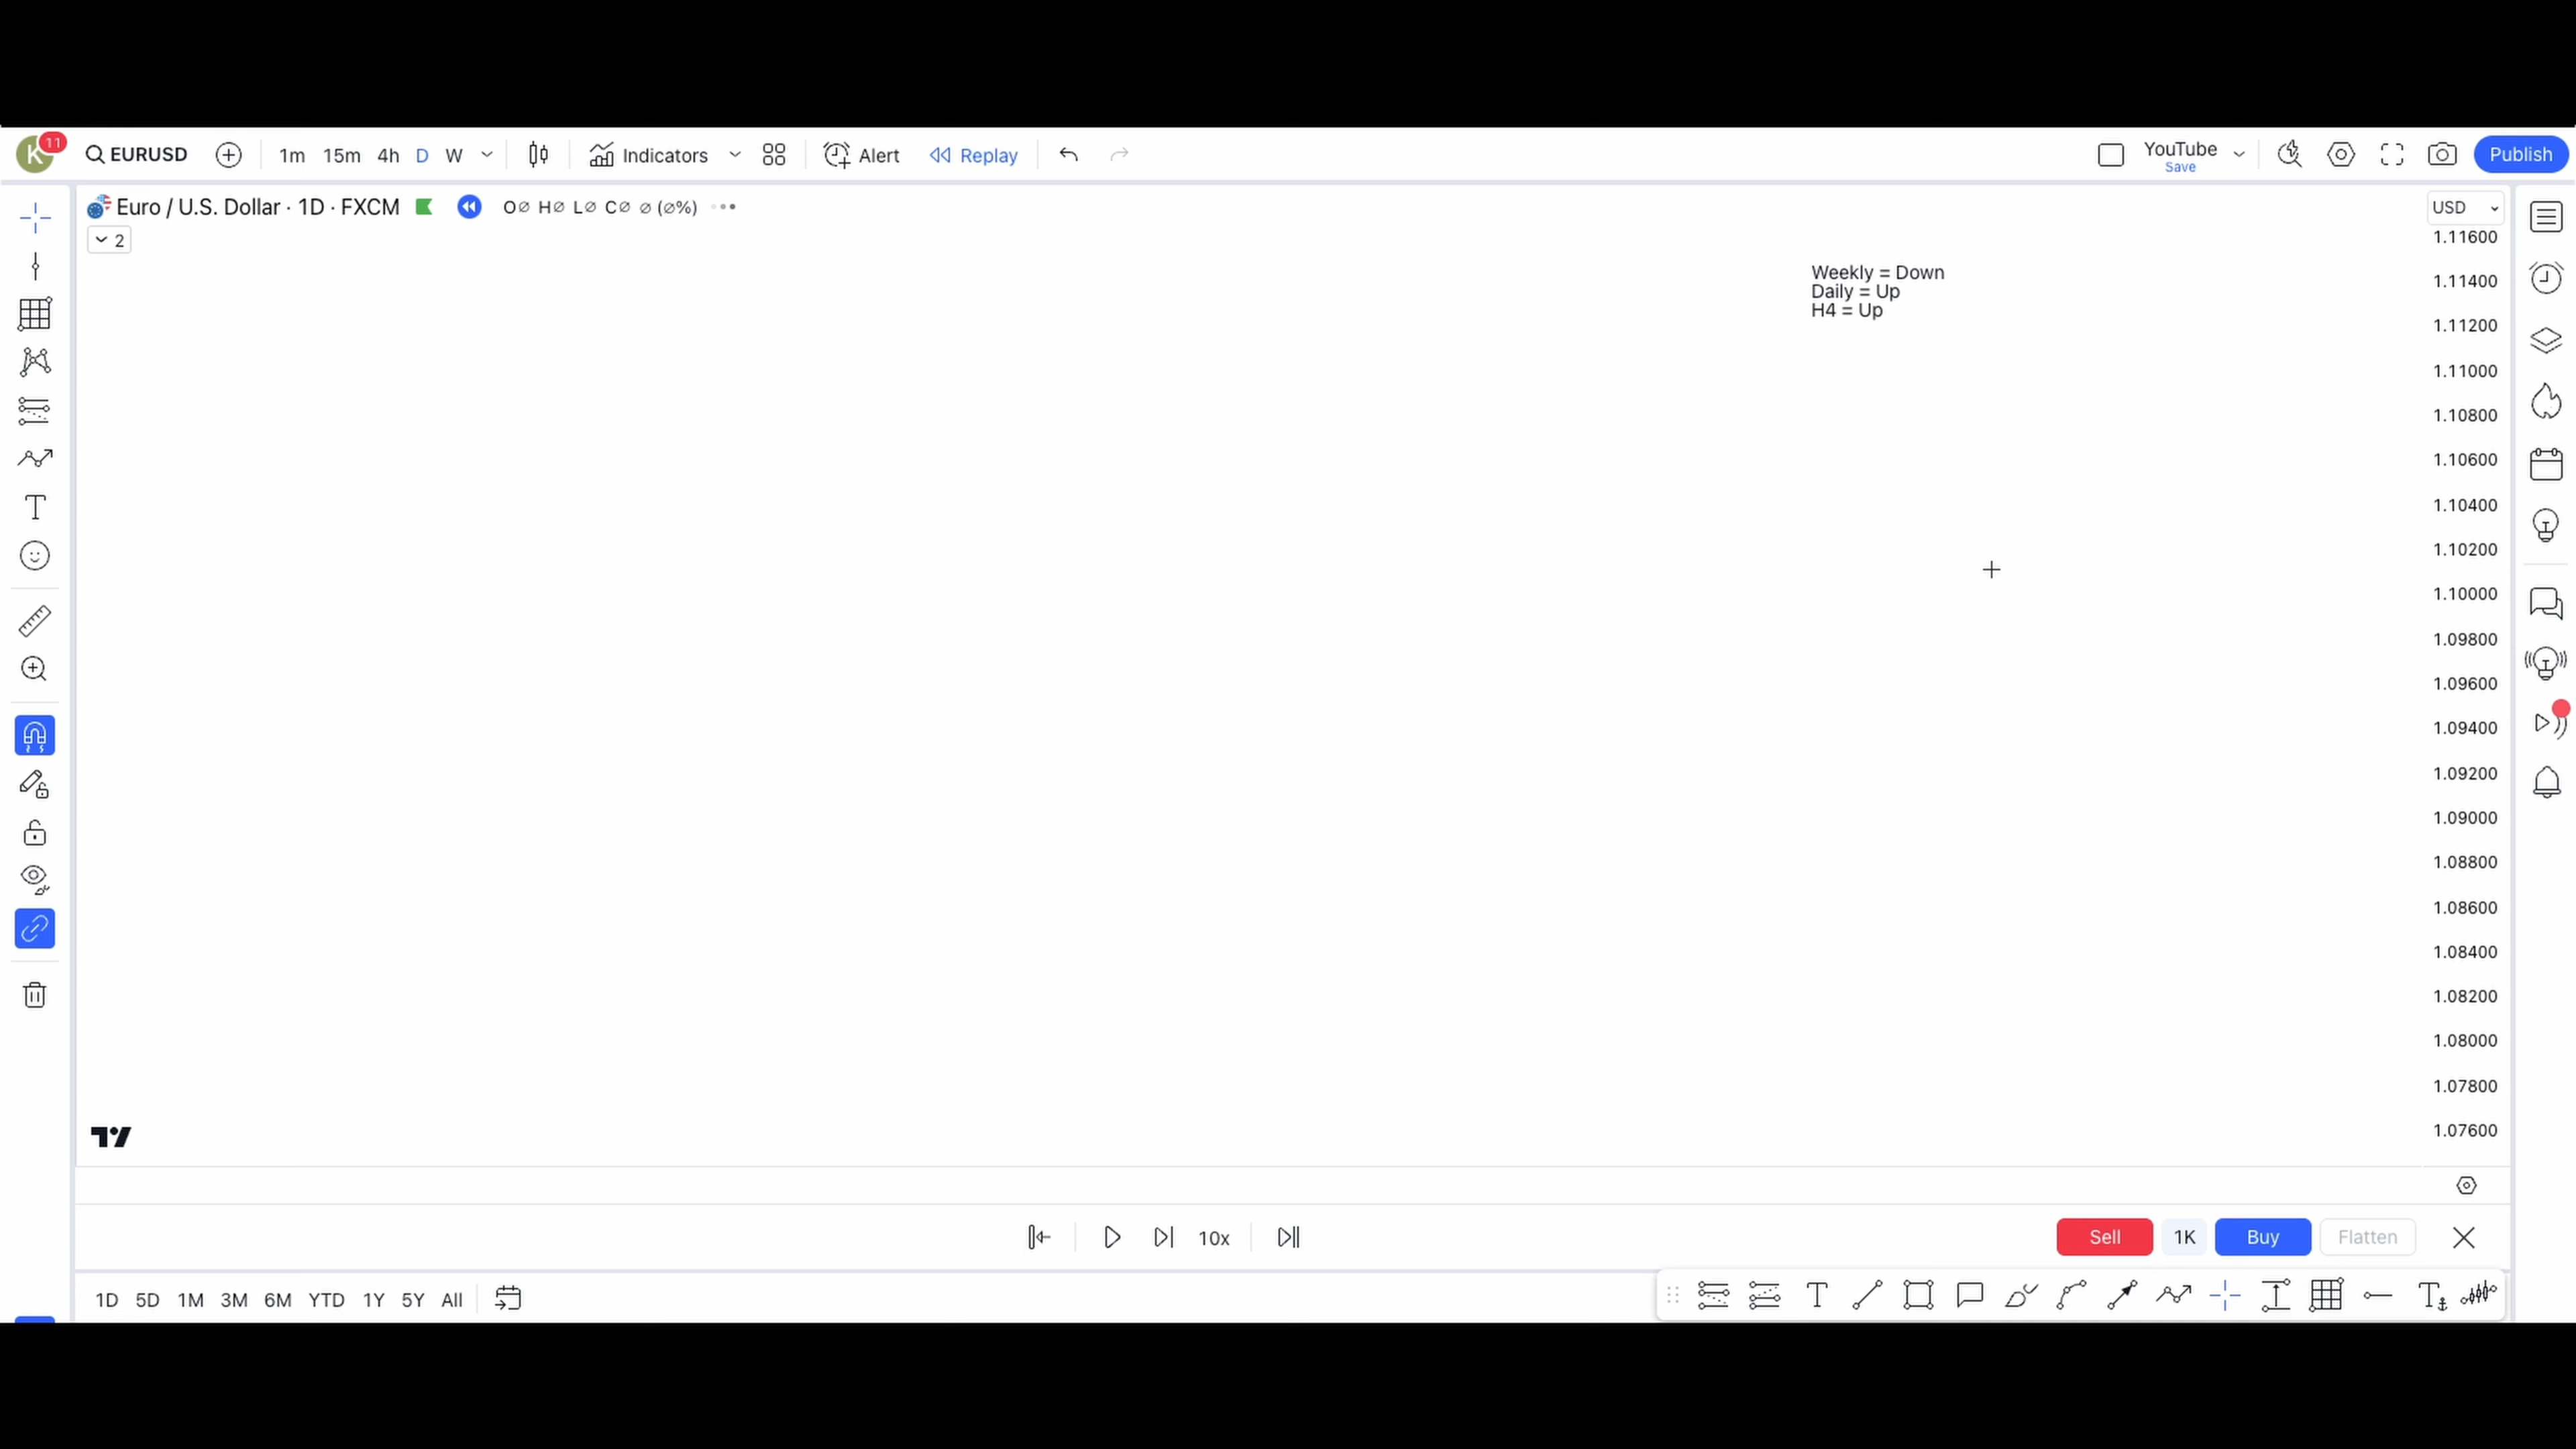 K 11 EURUSD 1m 15m 4h D W Indicators Alert Replay YouTube Publish
Save
Euro / U.S. Dollar · 1D · FXCM O∅ H∅ L∅ C∅ ∅ (∅%) USD
2
1.11600
Weekly = Down
Daily = Up
H4 = Up
1.11400
1.11200
1.11000
1.10800
1.10600
1.10400
1.10200
1.10000
1.09800
1.09600
1.09400
1.09200
1.09000
1.08800
1.08600
1.08400
1.08200
1.08000
1.07800
1.07600
10x Sell 1K Buy Flatten
1D 5D 1M 3M 6M YTD 1Y 5Y All